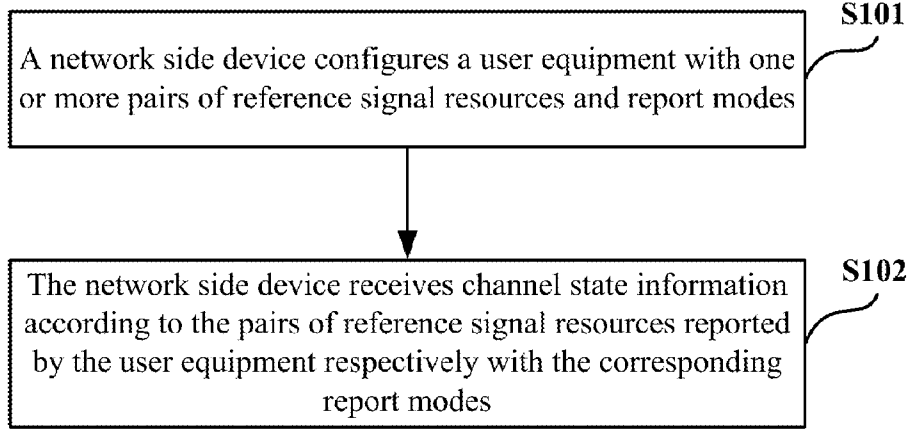 S101
A network side device configures a user equipment with one
or more pairs of reference signal resources and report modes
S102
The network side device receives channel state information
according to the pairs of reference signal resources reported
by the user equipment respectively with the corresponding
report modes